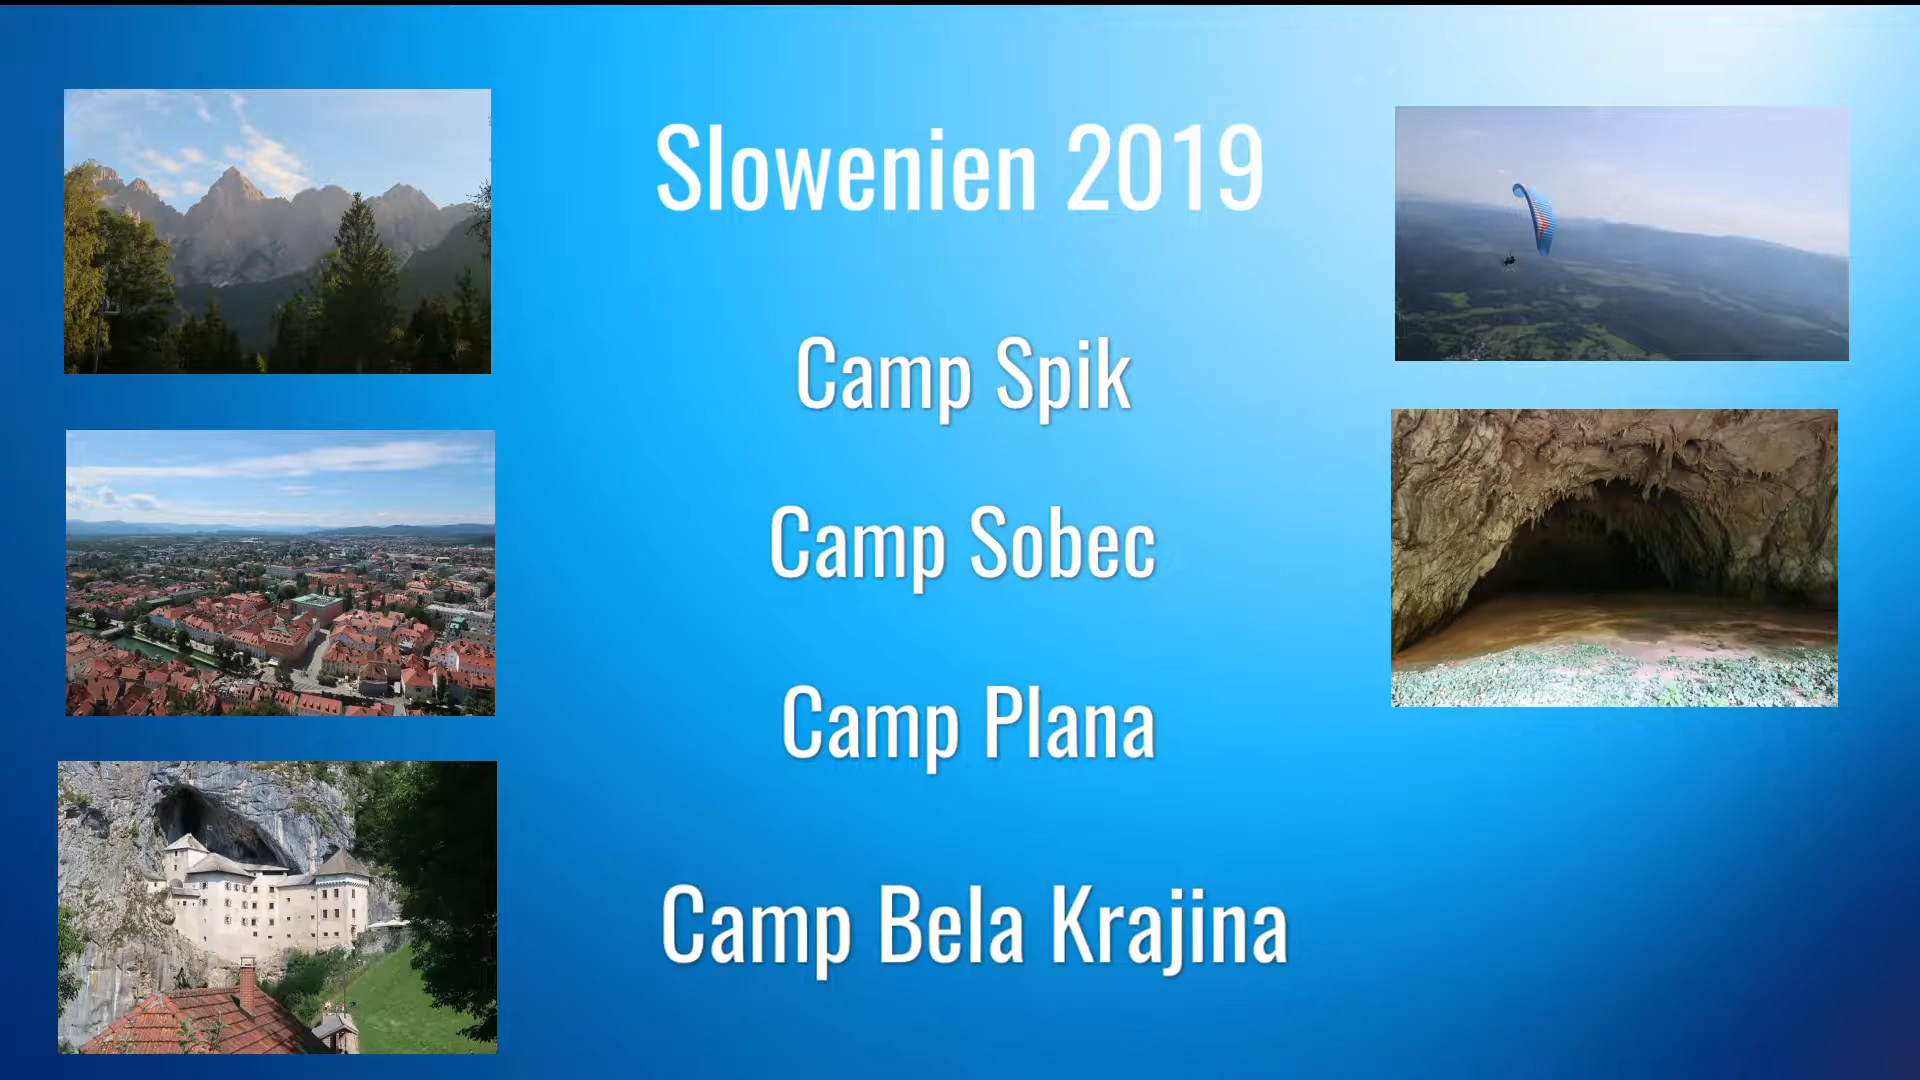 Slowenien 2019
Camp Spik
Camp Sobec
Camp Plana
Camp Bela Krajina